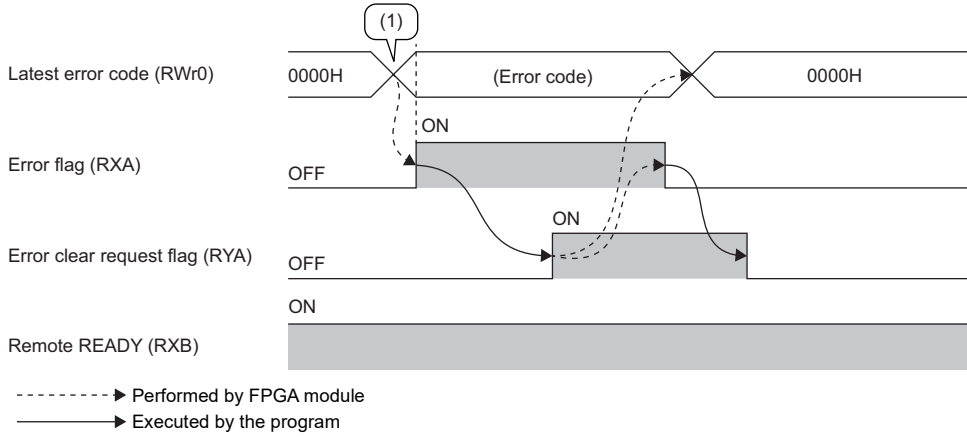 (1)
Latest error code (RWr0)
0000H
(Error code)
0000H
ON
Error flag (RXA)
OFF
ON
Error clear request flag (RYA)
OFF
ON
Remote READY (RXB)
Performed by FPGA module
Executed by the program